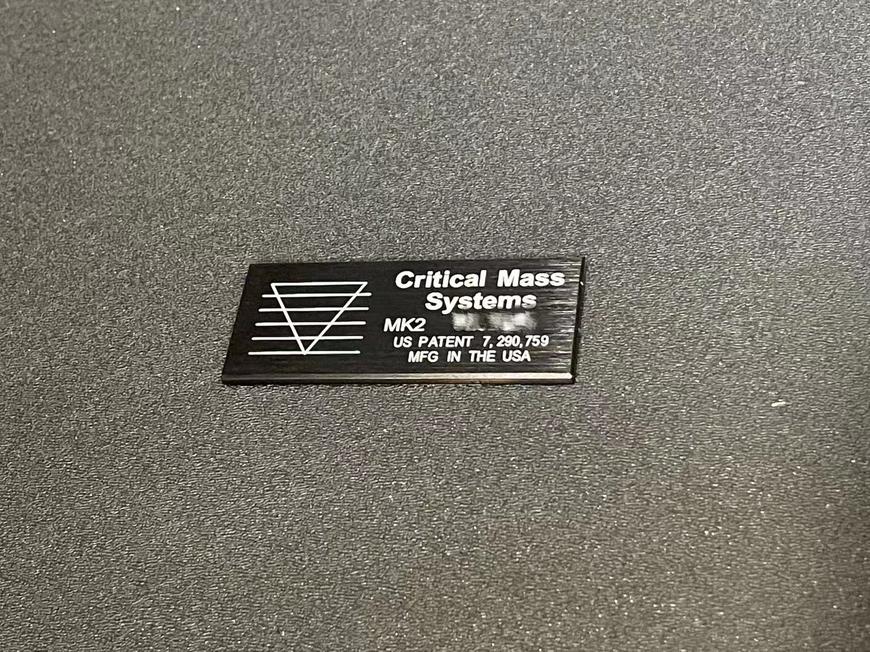 Critical Mass
Systems
MK2
US PATENT 7,290,759
MFG IN THE USA